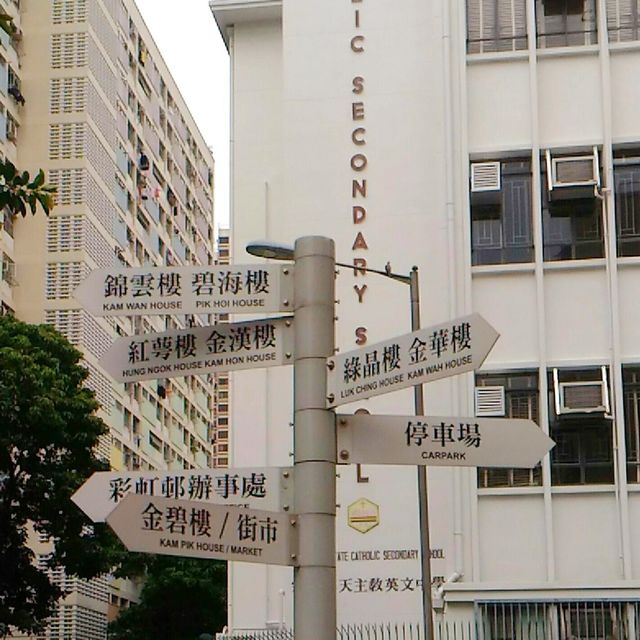 LIC SECONDARY S
L
錦雲樓 碧海樓
KAM WAN HOUSE PIK HOI HOUSE
紅萼樓 金漢樓
HUNG NGOK HOUSE KAM HON HOUSE
綠晶樓 金華樓
LUK CHING HOUSE KAM WAH HOUSE
停車場
CARPARK
彩虹邨辦事處
金碧樓 / 街市
KAM PIK HOUSE / MARKET
ATE CATHOLIC SECONDARY SCHOOL
天主教英文中學